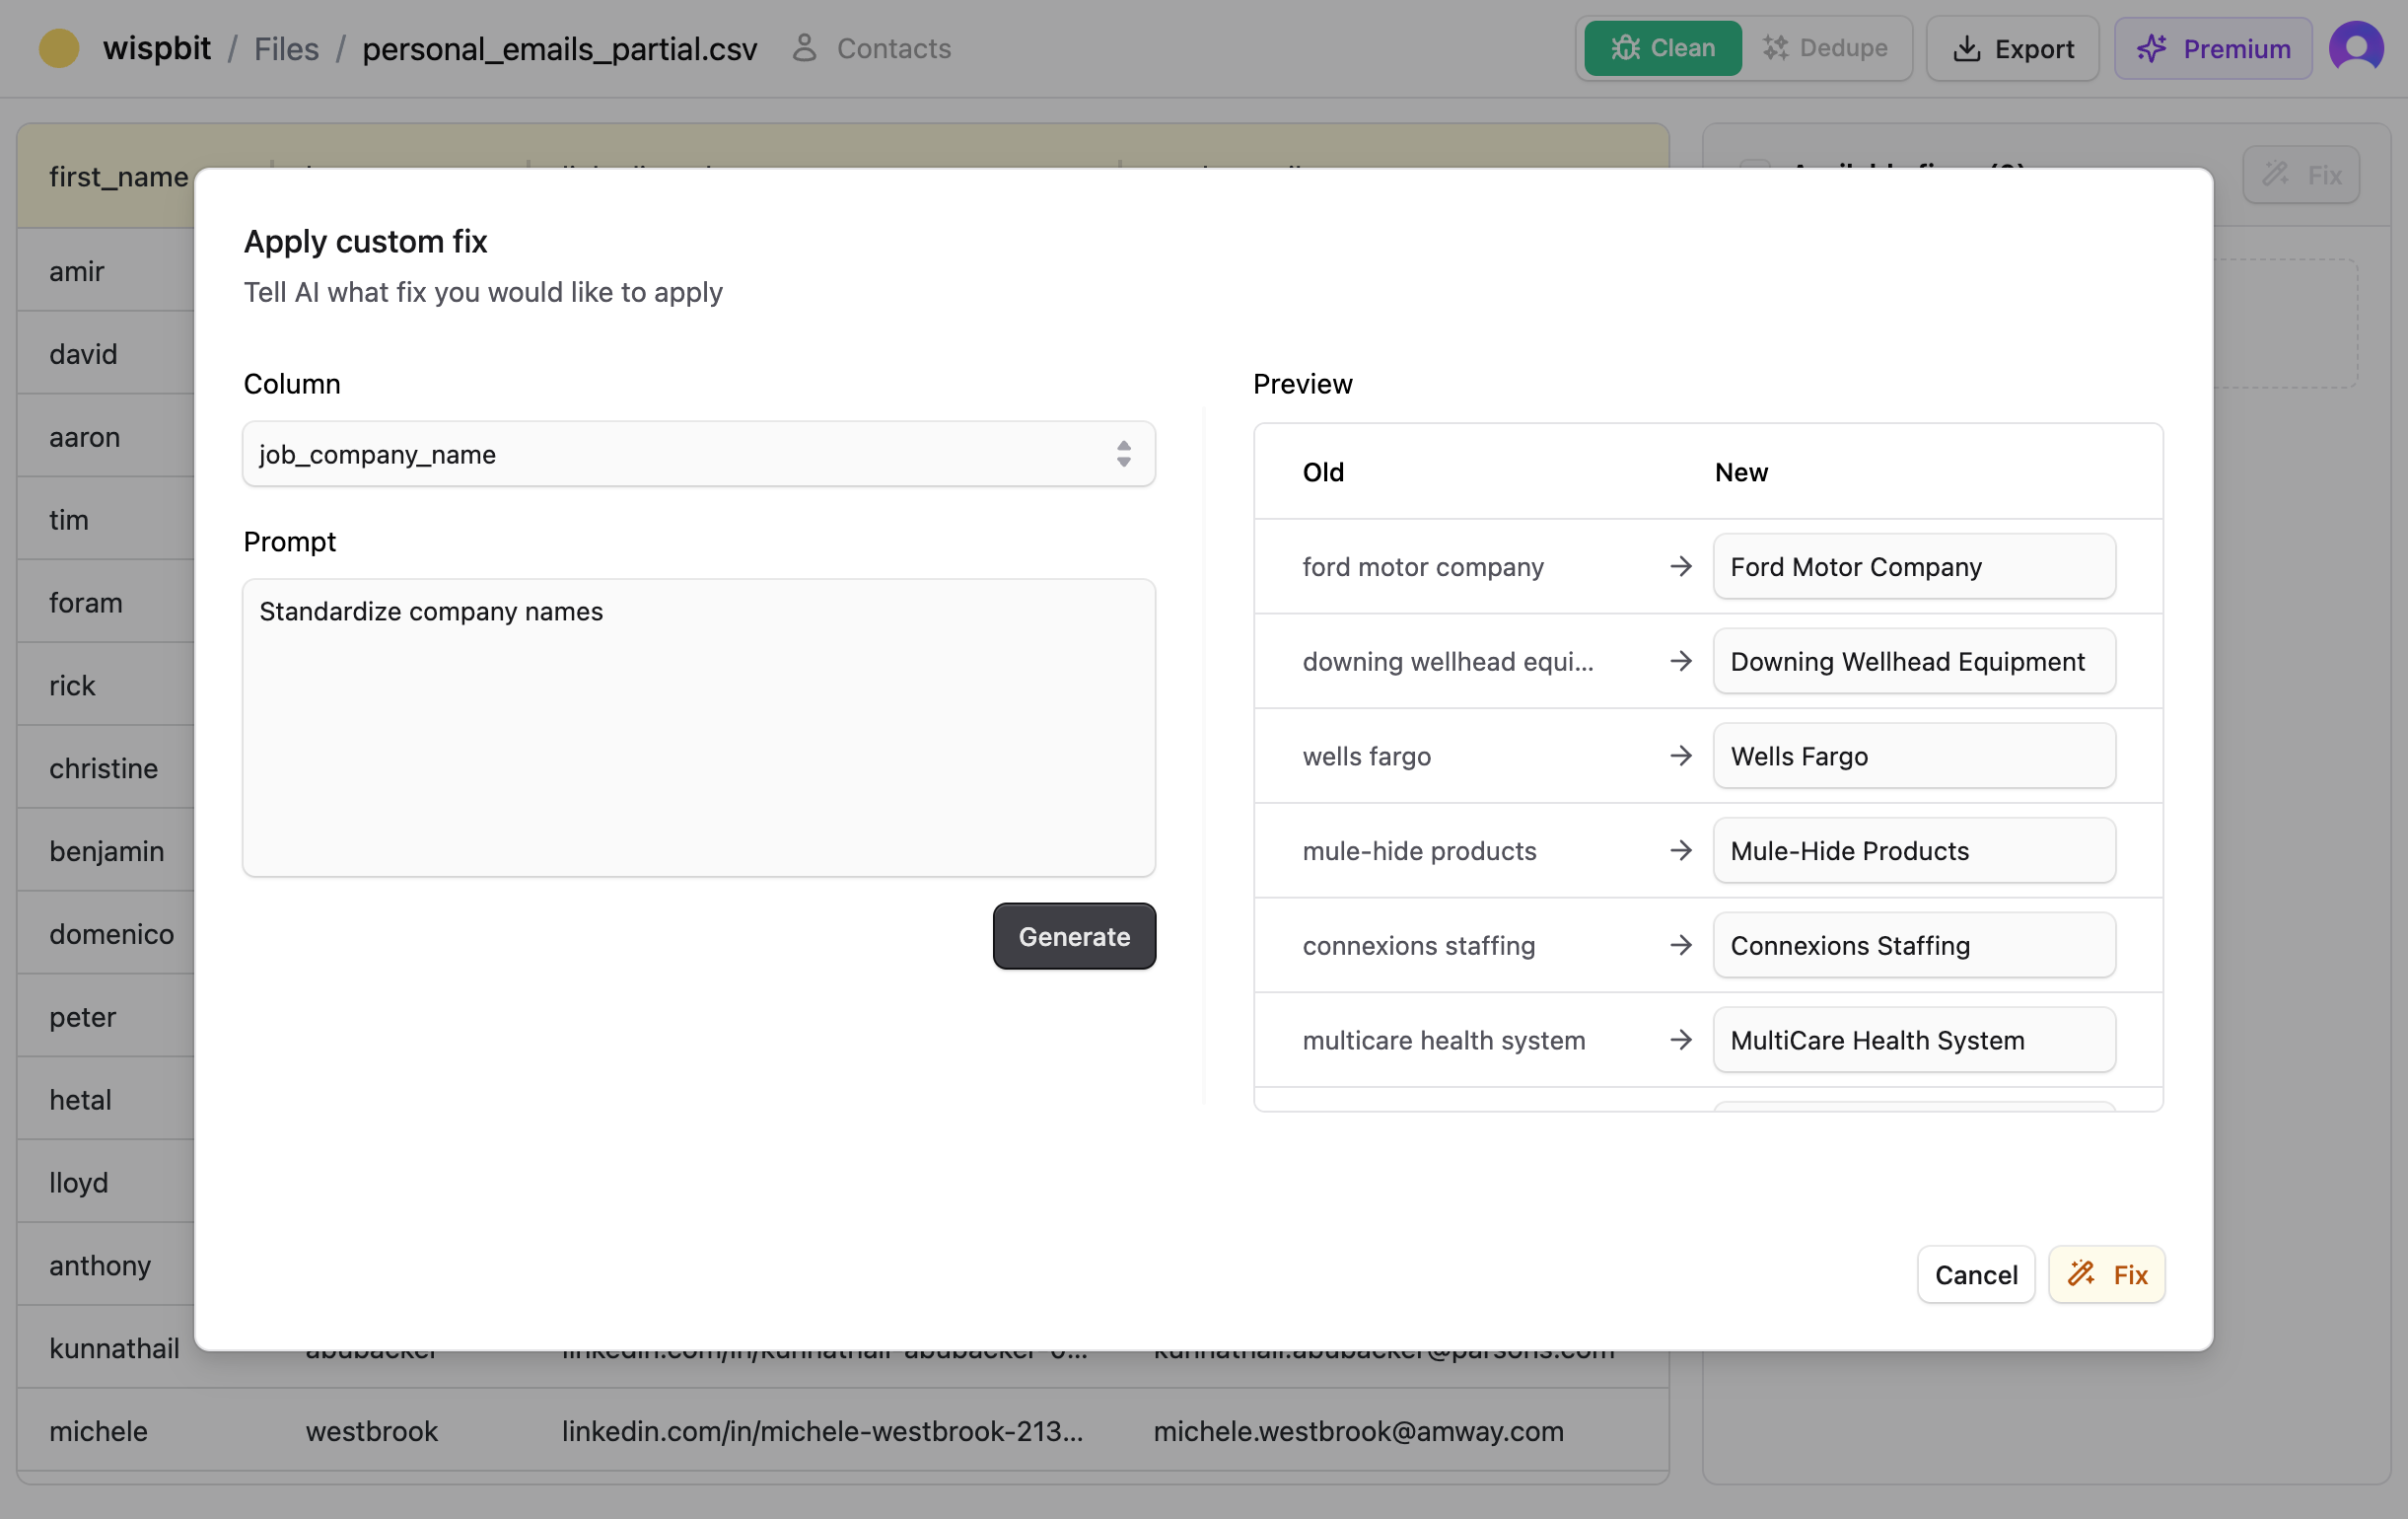 wispbit / Files / personal_emails_partial.csv Contacts
Clean Dedupe Export Premium
first_name
Fix
amir
david
aaron
tim
foram
rick
christine
benjamin
domenico
peter
hetal
lloyd
anthony
kunnathail
michele westbrook linkedin.com/in/michele-westbrook-213... michele.westbrook@amway.com
Apply custom fix
Tell AI what fix you would like to apply
Column
job_company_name
Prompt
Standardize company names
Generate
Preview
Old New
ford motor company → Ford Motor Company
downing wellhead equi... → Downing Wellhead Equipment
wells fargo → Wells Fargo
mule-hide products → Mule-Hide Products
connexions staffing → Connexions Staffing
multicare health system → MultiCare Health System
Cancel Fix